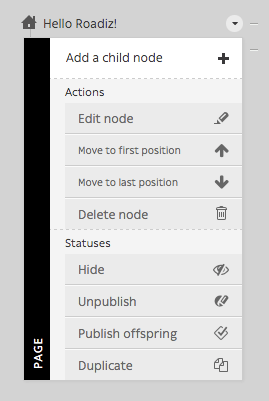 Hello Roadiz!
Add a child node
Actions
Edit node
Move to first position
Move to last position
Delete node
Statuses
Hide
Unpublish
Publish offspring
Duplicate
PAGE